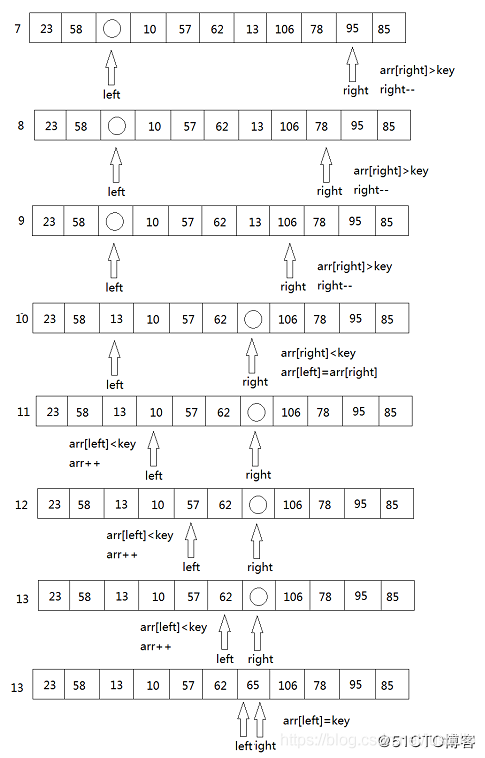 7 23 58 10 57 62 13 106 78 95 85
left
right
arr[right]>key
right--
8 23 58 10 57 62 13 106 78 95 85
left
right
arr[right]>key
right--
9 23 58 10 57 62 13 106 78 95 85
left
right
arr[right]>key
right--
10 23 58 13 10 57 62 106 78 95 85
left
right
arr[right]<key
arr[left]=arr[right]
11 23 58 13 10 57 62 106 78 95 85
arr[left]<key
arr++
left
right
12 23 58 13 10 57 62 106 78 95 85
arr[left]<key
arr++
left
right
13 23 58 13 10 57 62 106 78 95 85
arr[left]<key
arr++
left
right
13 23 58 13 10 57 62 65 106 78 95 85
left right
arr[left]=key
@51CTO博客